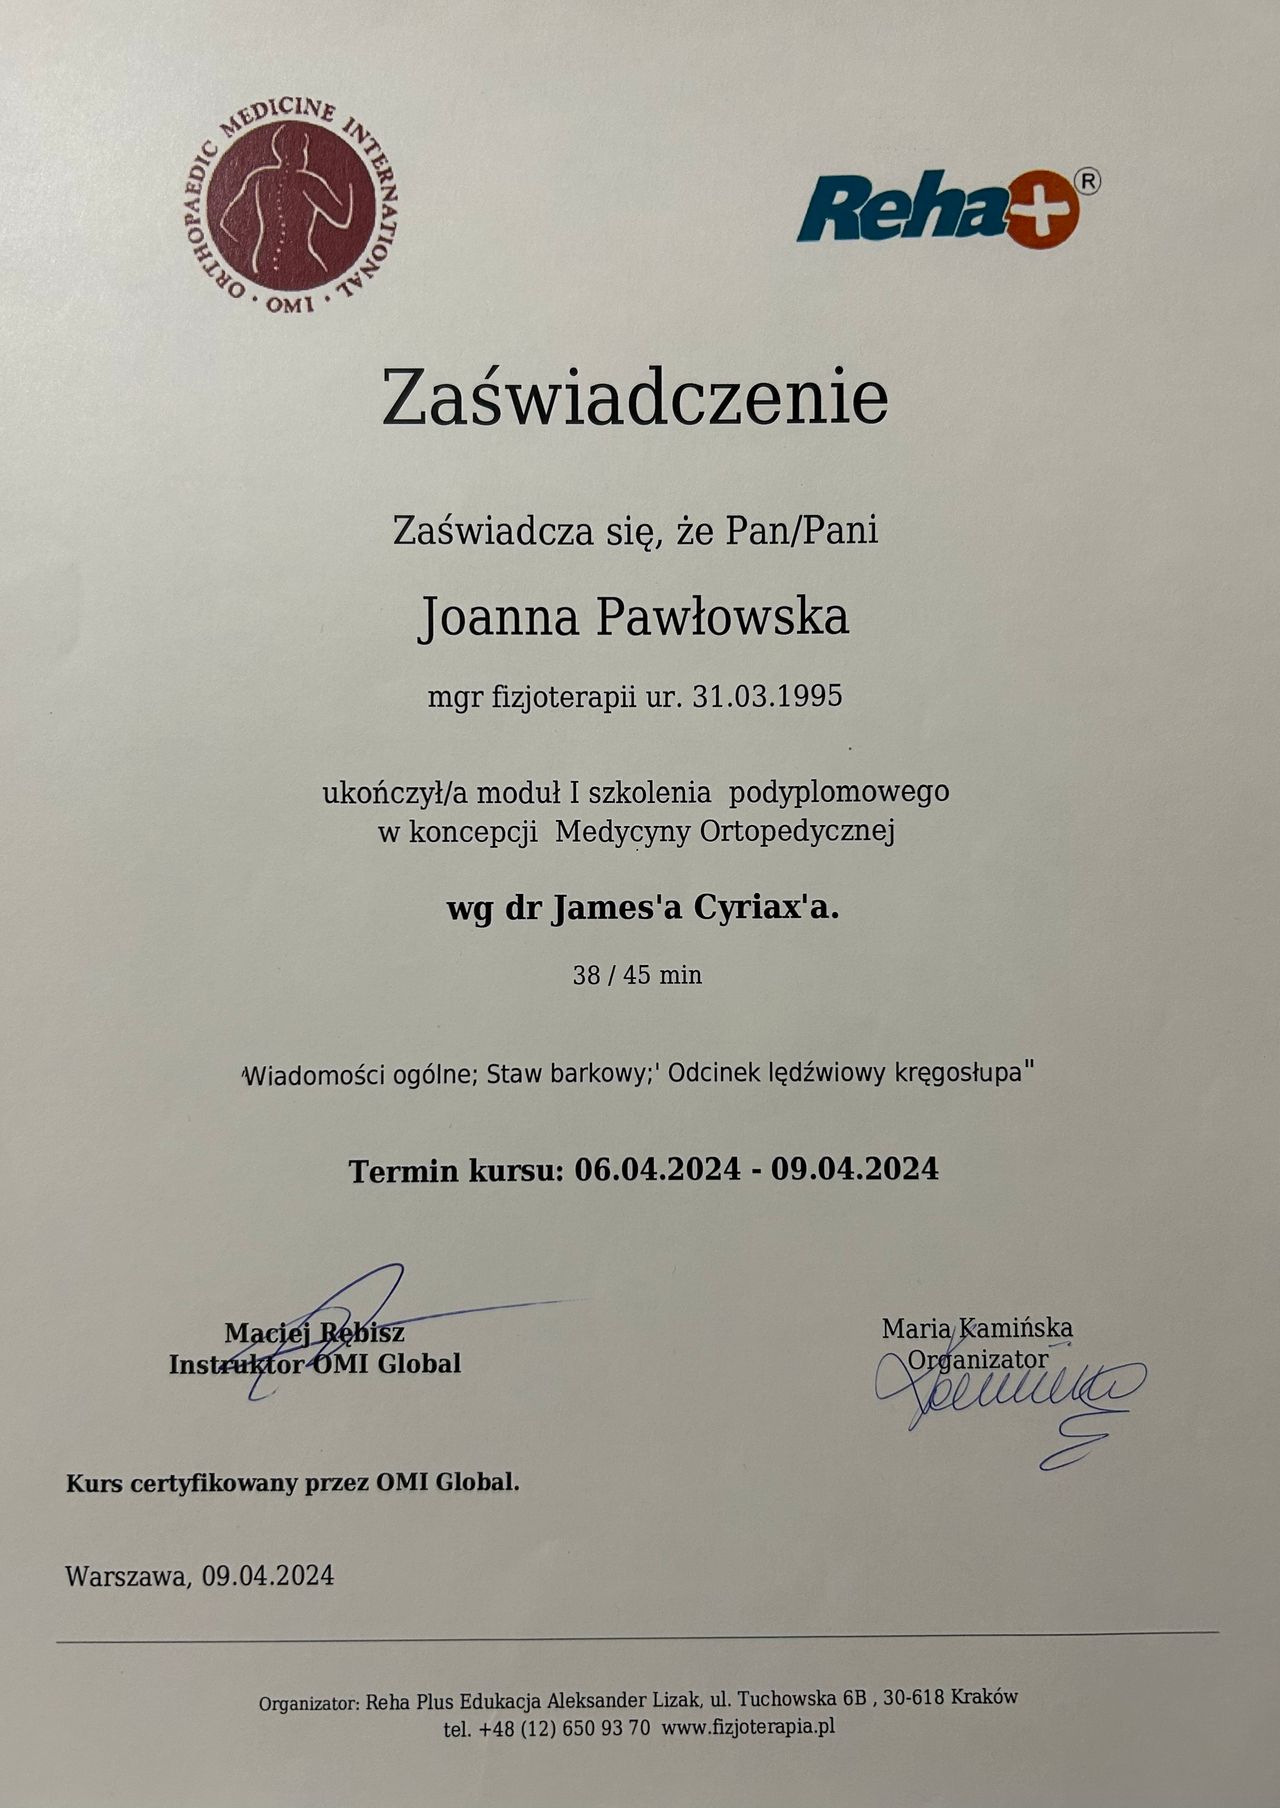 ORTHOPAEDIC MEDICINE INTERNATIONAL · OMI ·
Reha+®
Zaświadczenie
Zaświadcza się, że Pan/Pani
Joanna Pawłowska
mgr fizjoterapii ur. 31.03.1995
ukończył/a moduł I szkolenia podyplomowego
w koncepcji Medycyny Ortopedycznej
wg dr James'a Cyriax'a.
38 / 45 min
'Wiadomości ogólne; Staw barkowy;' Odcinek lędźwiowy kręgosłupa"
Termin kursu: 06.04.2024 - 09.04.2024
Maciej Rębisz
Instruktor OMI Global
Maria Kamińska
Organizator
Kurs certyfikowany przez OMI Global.
Warszawa, 09.04.2024
Organizator: Reha Plus Edukacja Aleksander Lizak, ul. Tuchowska 6B , 30-618 Kraków
tel. +48 (12) 650 93 70 www.fizjoterapia.pl